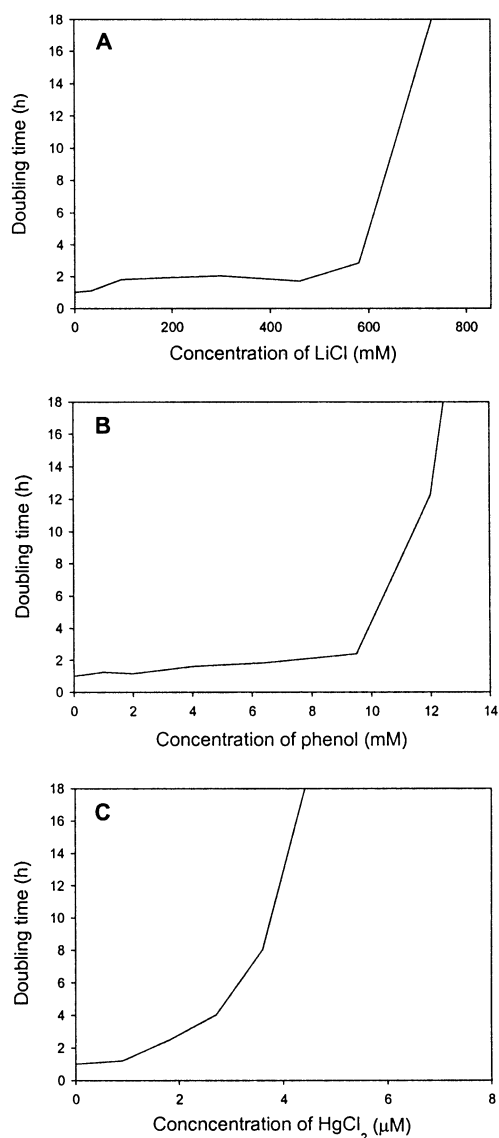 A
Doubling time (h)
18
16
14
12
10
8
6
4
2
0
0 200 400 600 800
Concentration of LiCl (mM)
B
Doubling time (h)
18
16
14
12
10
8
6
4
2
0
0 2 4 6 8 10 12 14
Concentration of phenol (mM)
C
Doubling time (h)
18
16
14
12
10
8
6
4
2
0
0 2 4 6 8
Concncentration of HgCl₂ (μM)